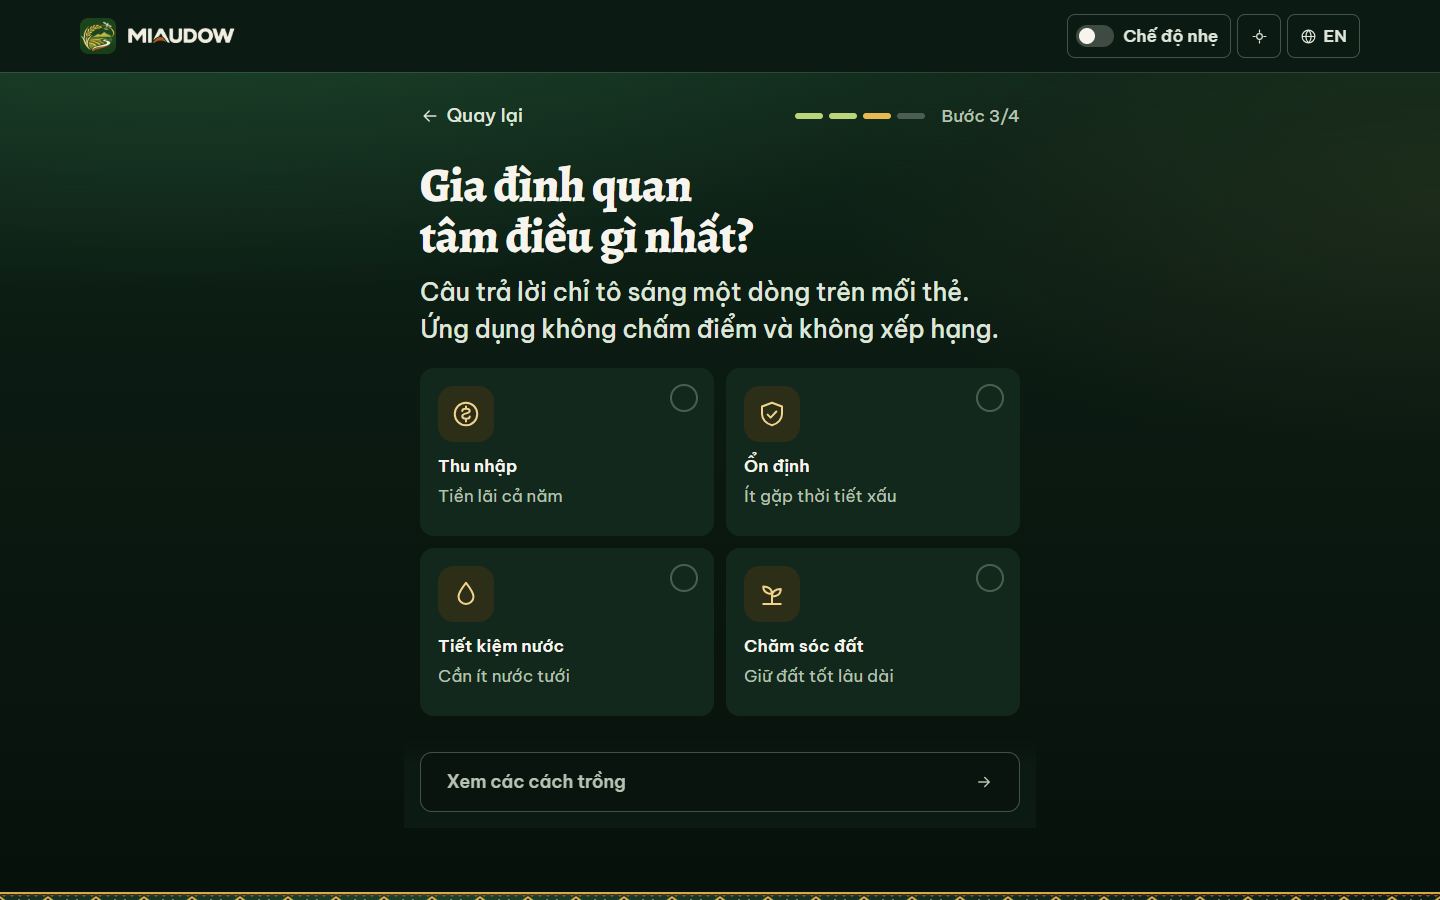 MIAUDOW
Chế độ nhẹ
EN
Quay lại
Bước 3/4
Gia đình quan
tâm điều gì nhất?
Câu trả lời chỉ tô sáng một dòng trên mỗi thẻ.
Ứng dụng không chấm điểm và không xếp hạng.
Thu nhập
Tiền lãi cả năm
Ổn định
Ít gặp thời tiết xấu
Tiết kiệm nước
Cần ít nước tưới
Chăm sóc đất
Giữ đất tốt lâu dài
Xem các cách trồng